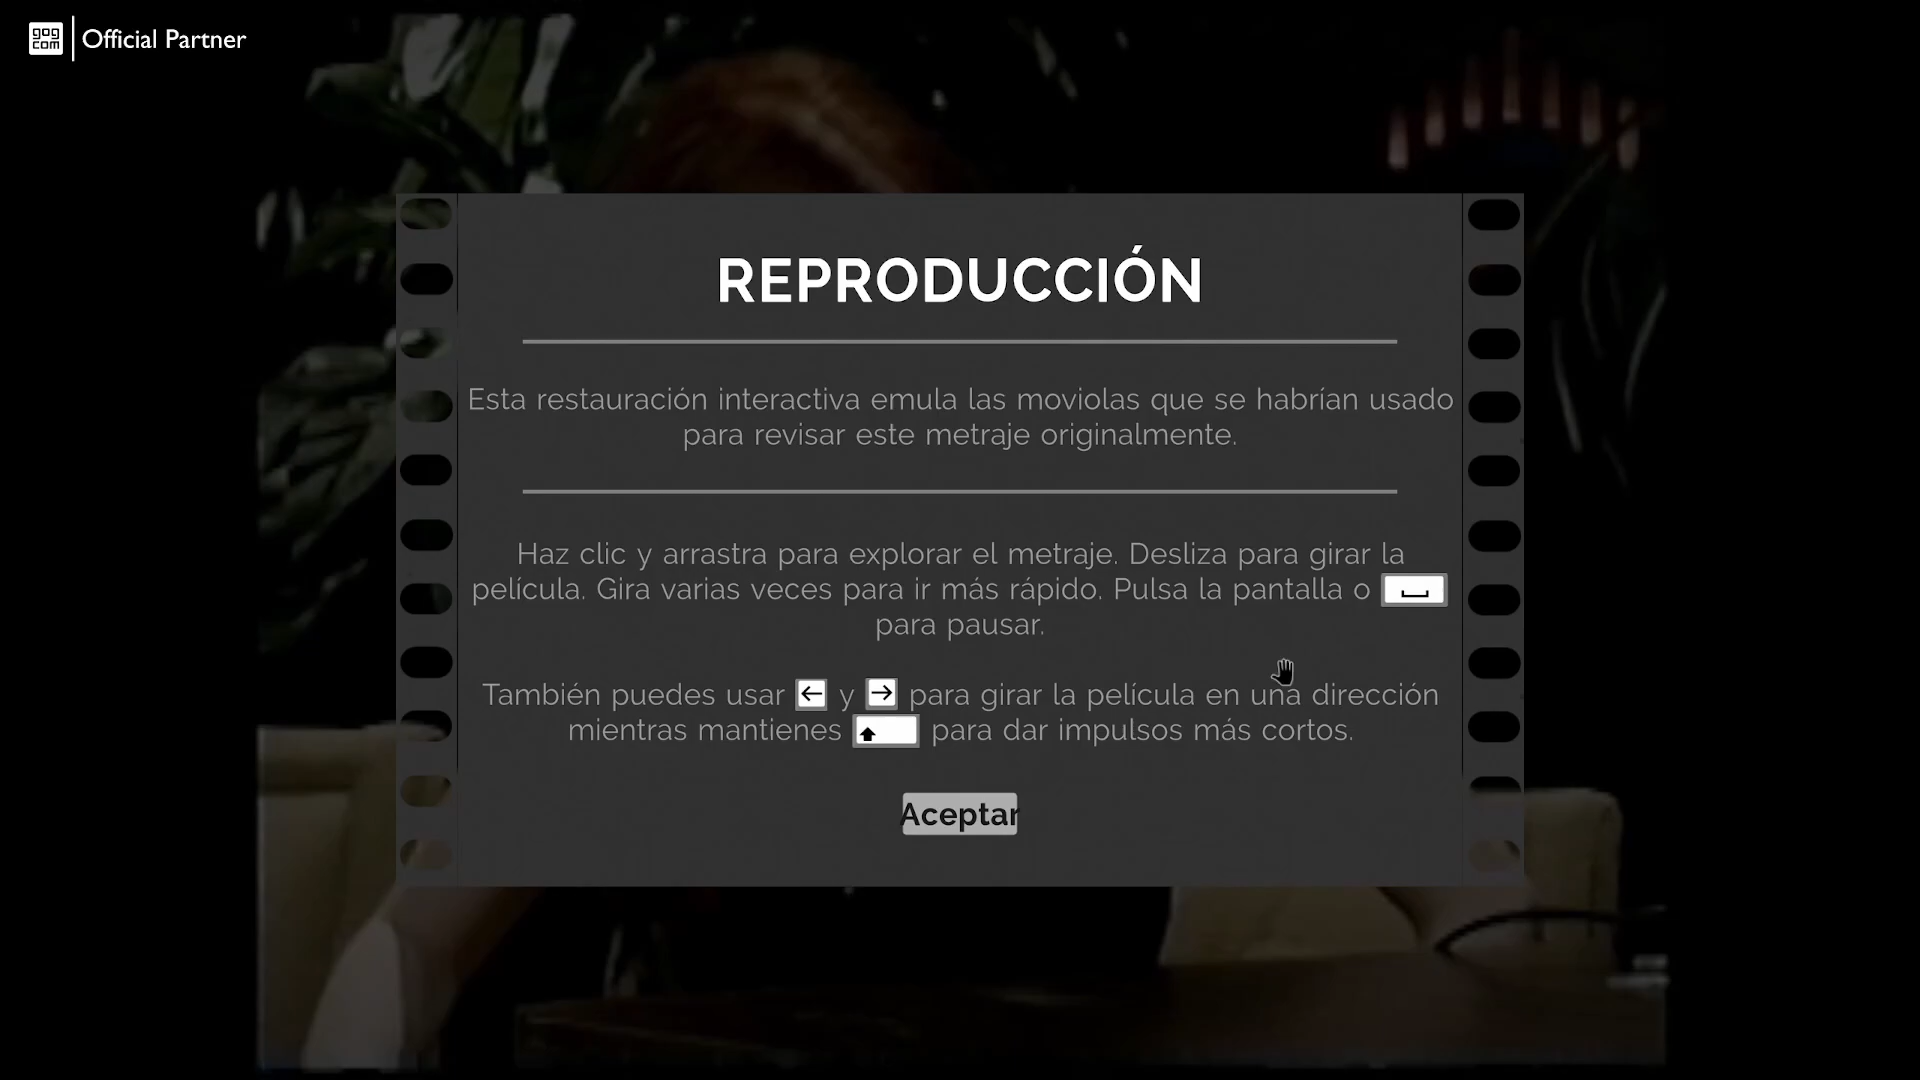 gog
com
Official Partner
REPRODUCCIÓN
Esta restauración interactiva emula las moviolas que se habrían usado
para revisar este metraje originalmente.
Haz clic y arrastra para explorar el metraje. Desliza para girar la
película. Gira varias veces para ir más rápido. Pulsa la pantalla o
para pausar.
También puedes usar ← y → para girar la película en una dirección
mientras mantienes para dar impulsos más cortos.
Aceptar